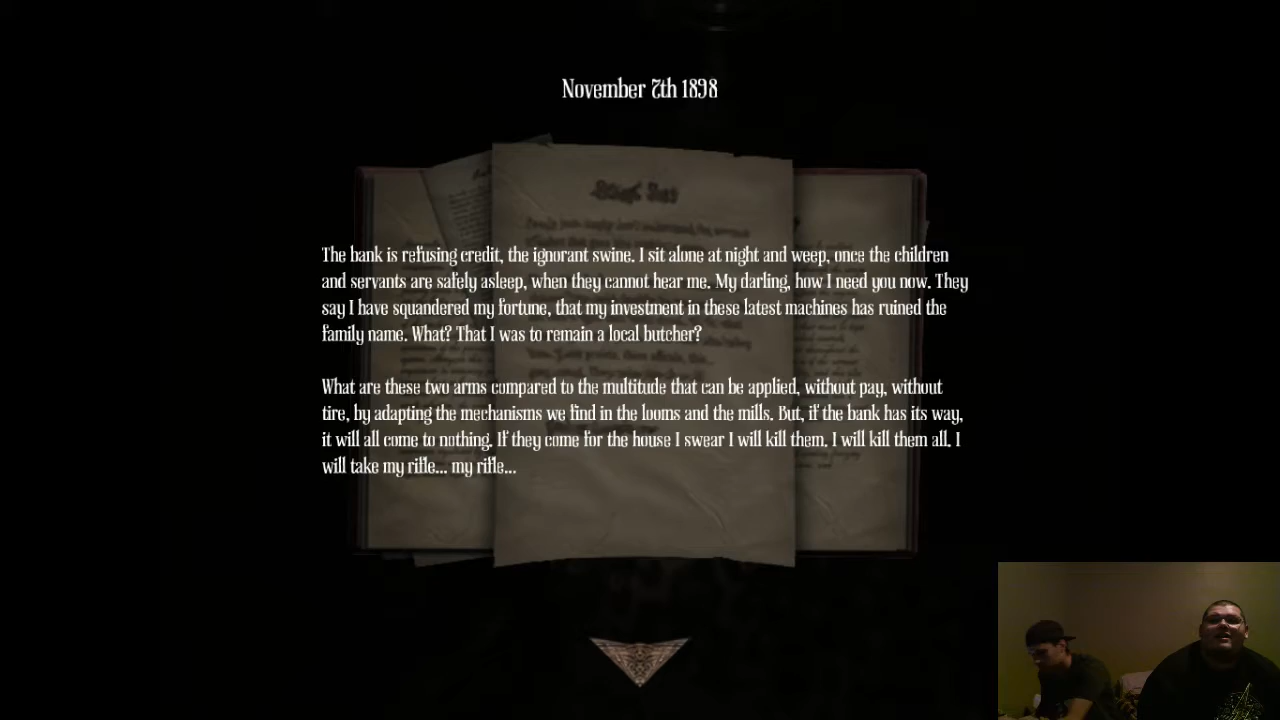 November 7th 1898
The bank is refusing credit, the ignorant swine. I sit alone at night and weep, once the children
and servants are safely asleep, when they cannot hear me. My darling, how I need you now. They
say I have squandered my fortune, that my investment in these latest machines has ruined the
family name. What? That I was to remain a local butcher?
What are these two arms compared to the multitude that can be applied, without pay, without
tire, by adapting the mechanisms we find in the looms and the mills. But, if the bank has its way,
it will all come to nothing. If they come for the house I swear I will kill them. I will kill them all. I
will take my rifle... my rifle...